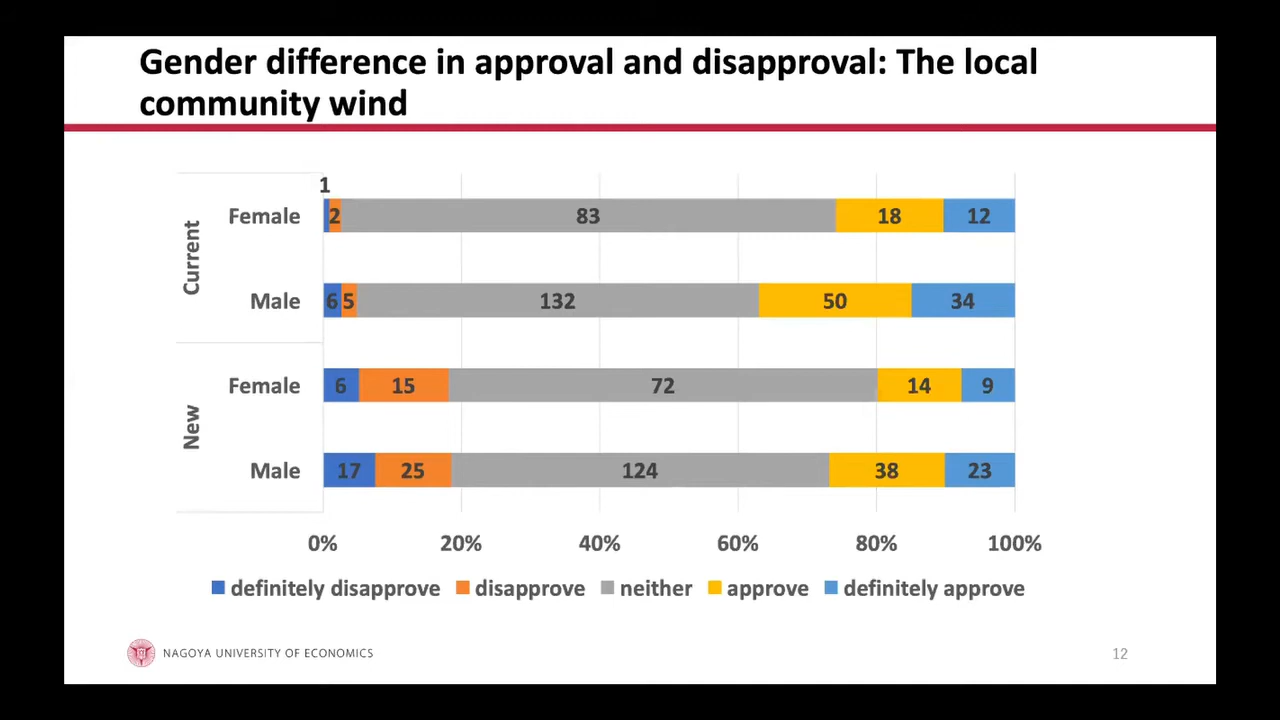 Gender difference in approval and disapproval: The local
community wind
Current
Female
1
2
83
18
12
Male
6
5
132
50
34
New
Female
6
15
72
14
9
Male
17
25
124
38
23
0%
20%
40%
60%
80%
100%
definitely disapprove
disapprove
neither
approve
definitely approve
NAGOYA UNIVERSITY OF ECONOMICS
12